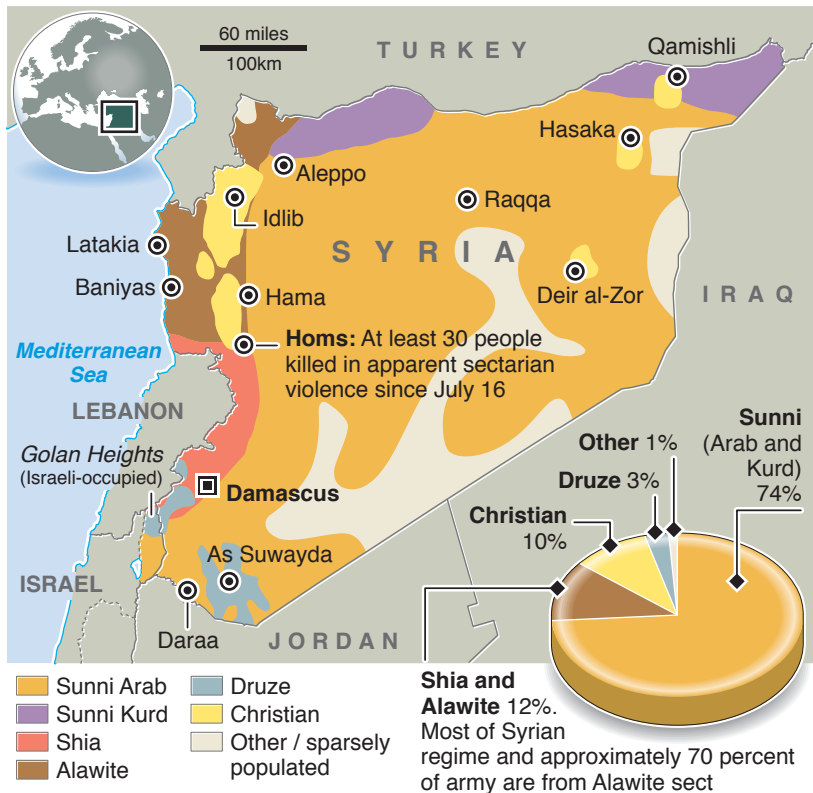 60 miles
100km
TURKEY
Qamishli
Hasaka
Aleppo
Raqqa
Idlib
Latakia
SYRIA
Baniyas
Hama
Deir al-Zor
IRAQ
Homs: At least 30 people
killed in apparent sectarian
violence since July 16
Mediterranean
Sea
LEBANON
Golan Heights
(Israeli-occupied)
Damascus
As Suwayda
ISRAEL
Daraa
JORDAN
Other 1%
Druze 3%
Christian
10%
Sunni
(Arab and
Kurd)
74%
Shia and
Alawite 12%.
Most of Syrian
regime and approximately 70 percent
of army are from Alawite sect
Sunni Arab
Sunni Kurd
Shia
Alawite
Druze
Christian
Other / sparsely
populated